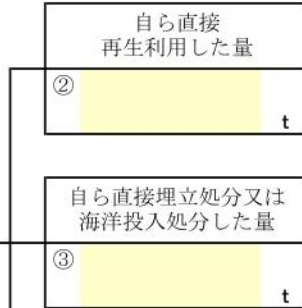 自ら直接
再生利用した量
②
t
自ら直接埋立処分又は
海洋投入処分した量
③
t